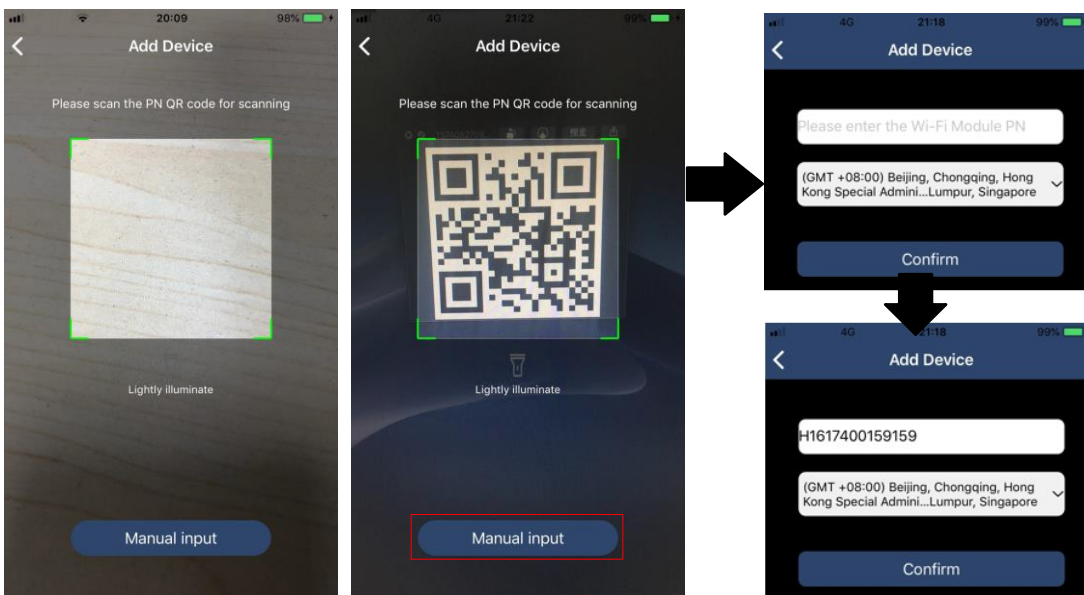 20:09
98%
Add Device
Please scan the PN QR code for scanning
Lightly illuminate
Manual input
4G
21:22
99%
Add Device
Please scan the PN QR code for scanning
Lightly illuminate
Manual input
4G
21:18
99%
Add Device
Please enter the Wi-Fi Module PN
(GMT +08:00) Beijing, Chongqing, Hong
Kong Special Admini...Lumpur, Singapore
Confirm
4G
21:18
99%
Add Device
H1617400159159
(GMT +08:00) Beijing, Chongqing, Hong
Kong Special Admini...Lumpur, Singapore
Confirm